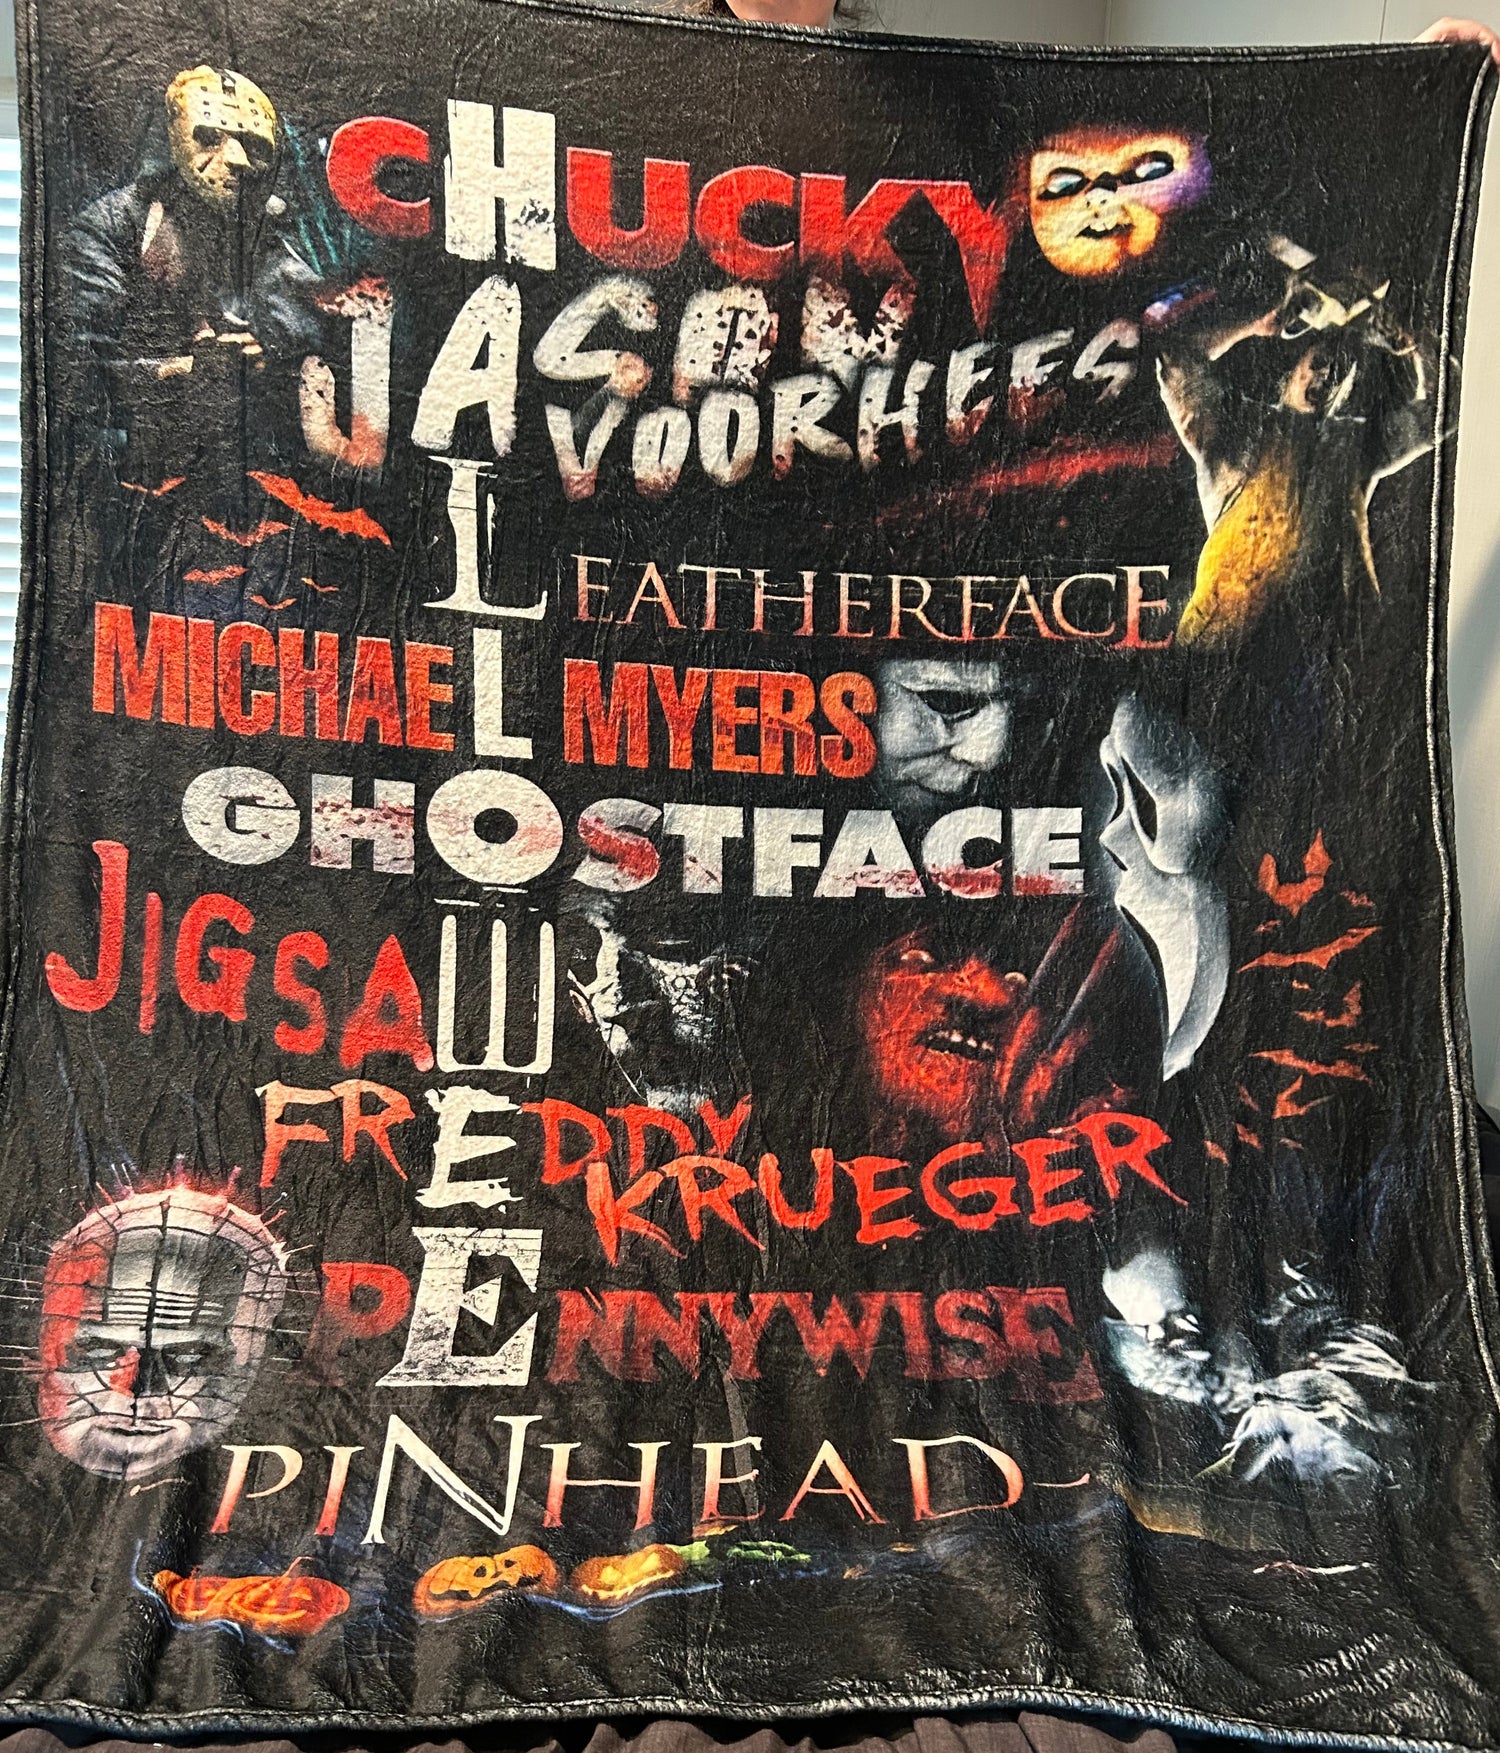 CHUCKY
JASON
VOORHEES
LEATHERFACE
MICHAEL MYERS
GHOSTFACE
JIGSAW
FREDDY
KRUEGER
PENNYWISE
PINHEAD